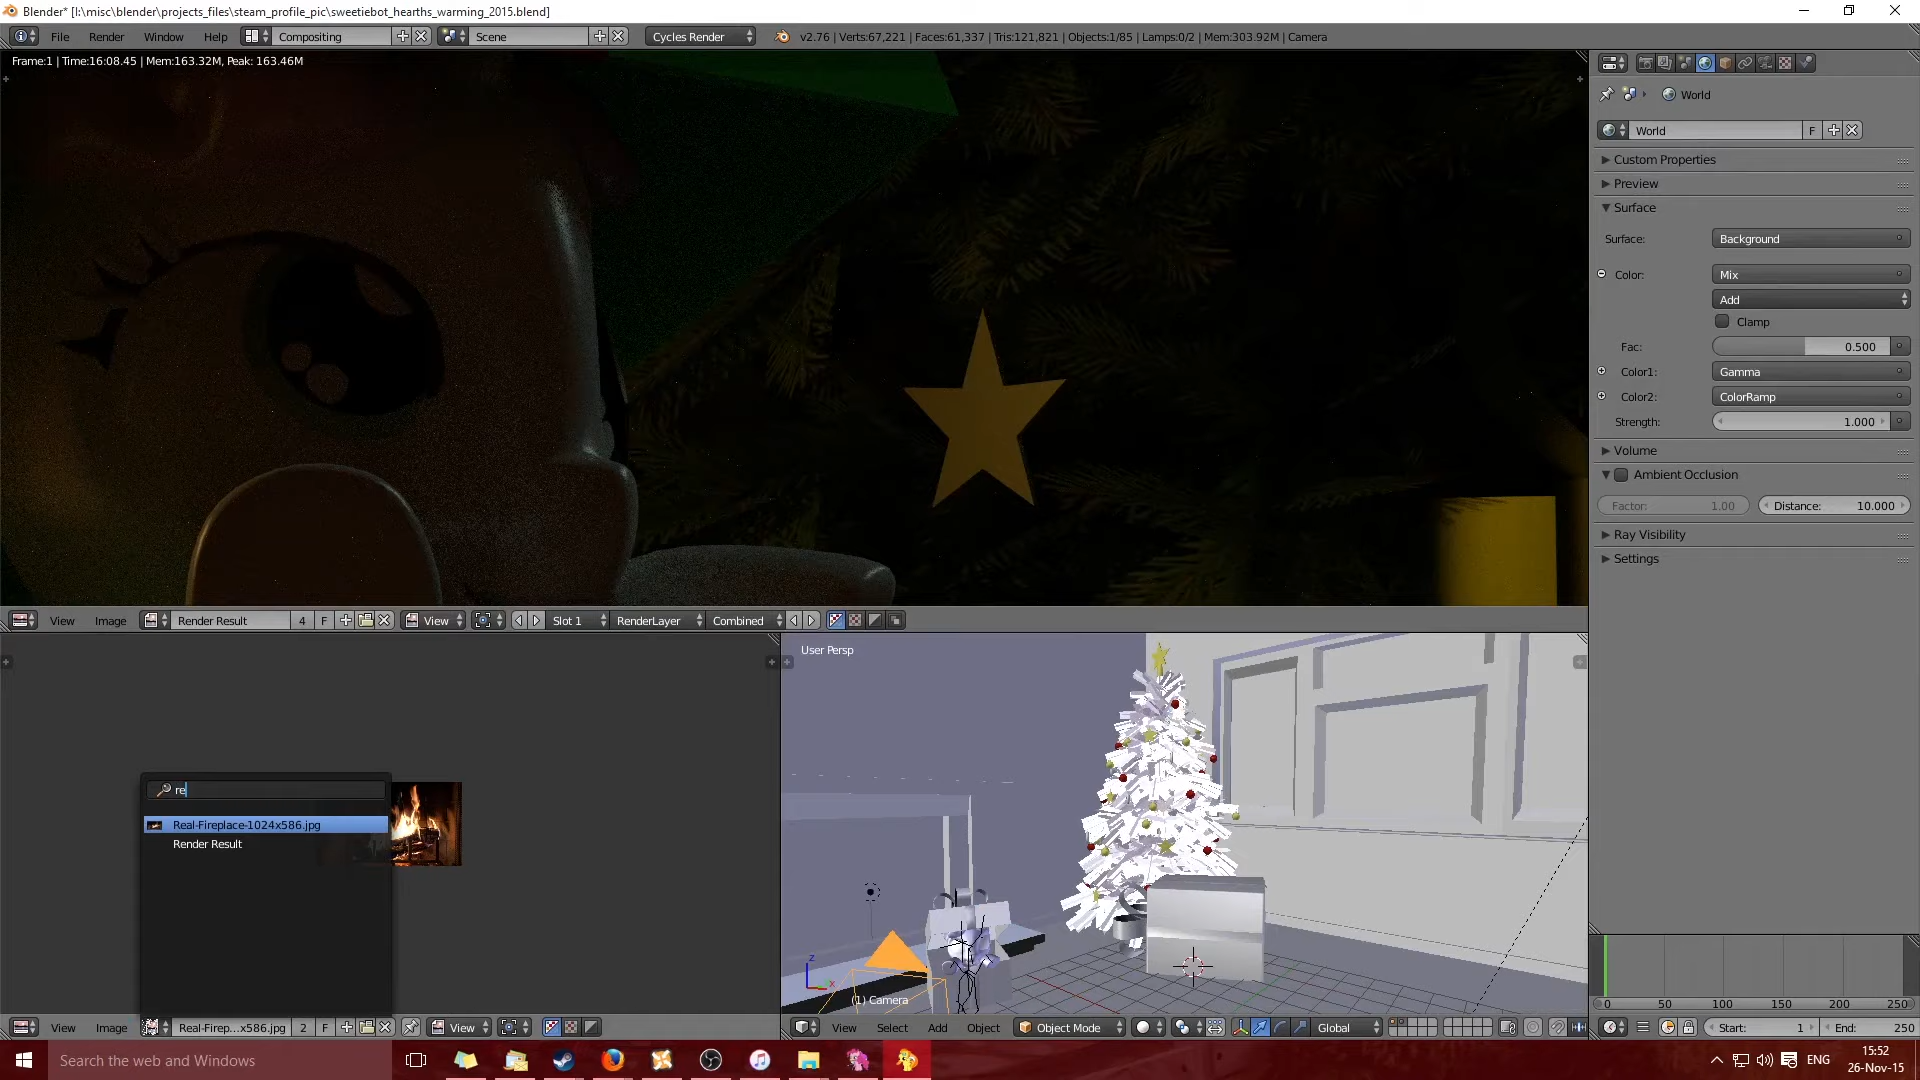 Blender* [I:\misc\blender\projects_files\steam_profile_pic\sweetiebot_hearths_warming_2015.blend]
File Render Window Help Compositing Scene Cycles Render v2.76 | Verts:67,221 | Faces:61,337 | Tris:121,821 | Objects:1/85 | Lamps:0/2 | Mem:303.92M | Camera
Frame:1 | Time:16:08.45 | Mem:163.32M, Peak: 163.46M
World
World F
Custom Properties
Preview
Surface
Surface: Background
Color: Mix
Add
Clamp
Fac: 0.500
Color1: Gamma
Color2: ColorRamp
Strength: 1.000
Volume
Ambient Occlusion
Factor: 1.00 Distance: 10.000
Ray Visibility
Settings
View Image Render Result 4 F View Slot 1 RenderLayer Combined
User Persp
re
Real-Fireplace-1024x586.jpg
Render Result
z
x
(1) Camera
0 50 100 150 200 250
View Image Real-Firep...x586.jpg 2 F View
View Select Add Object Object Mode Global
Start: 1 End: 250
Search the web and Windows
ENG
15:52
26-Nov-15